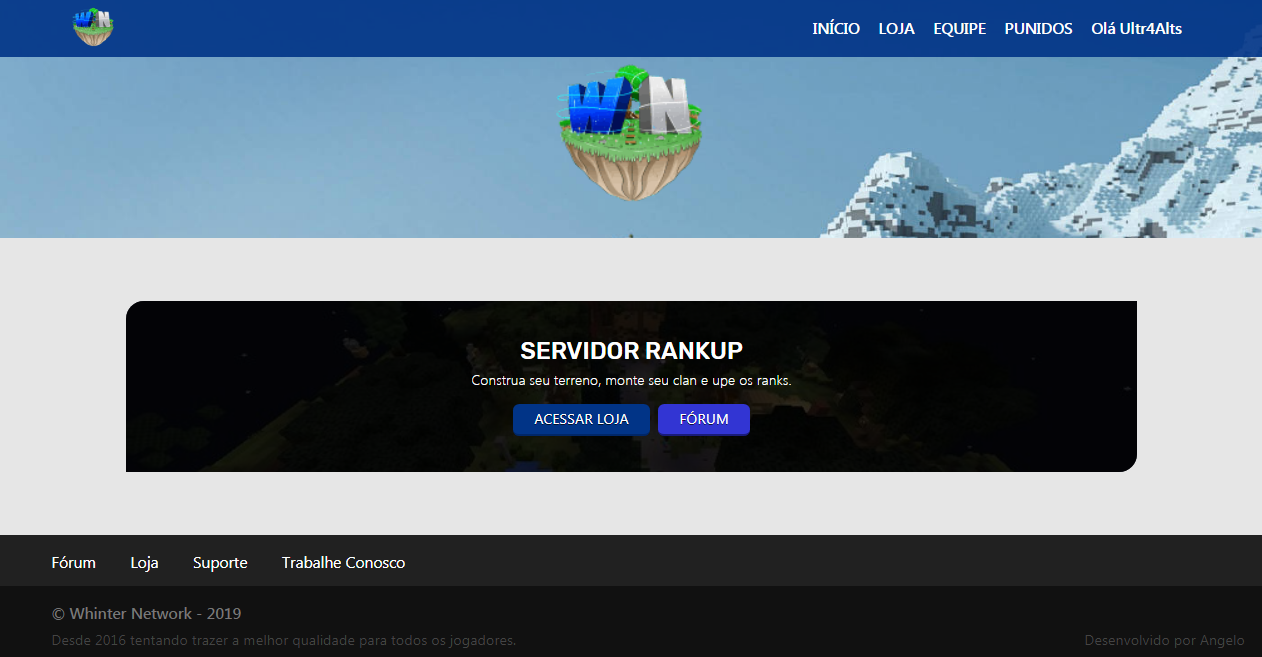 WN
INÍCIO LOJA EQUIPE PUNIDOS Olá Ultr4Alts
WN
SERVIDOR RANKUP
Construa seu terreno, monte seu clan e upe os ranks.
ACESSAR LOJA FÓRUM
Fórum Loja Suporte Trabalhe Conosco
© Whinter Network - 2019
Desde 2016 tentando trazer a melhor qualidade para todos os jogadores. Desenvolvido por Angelo